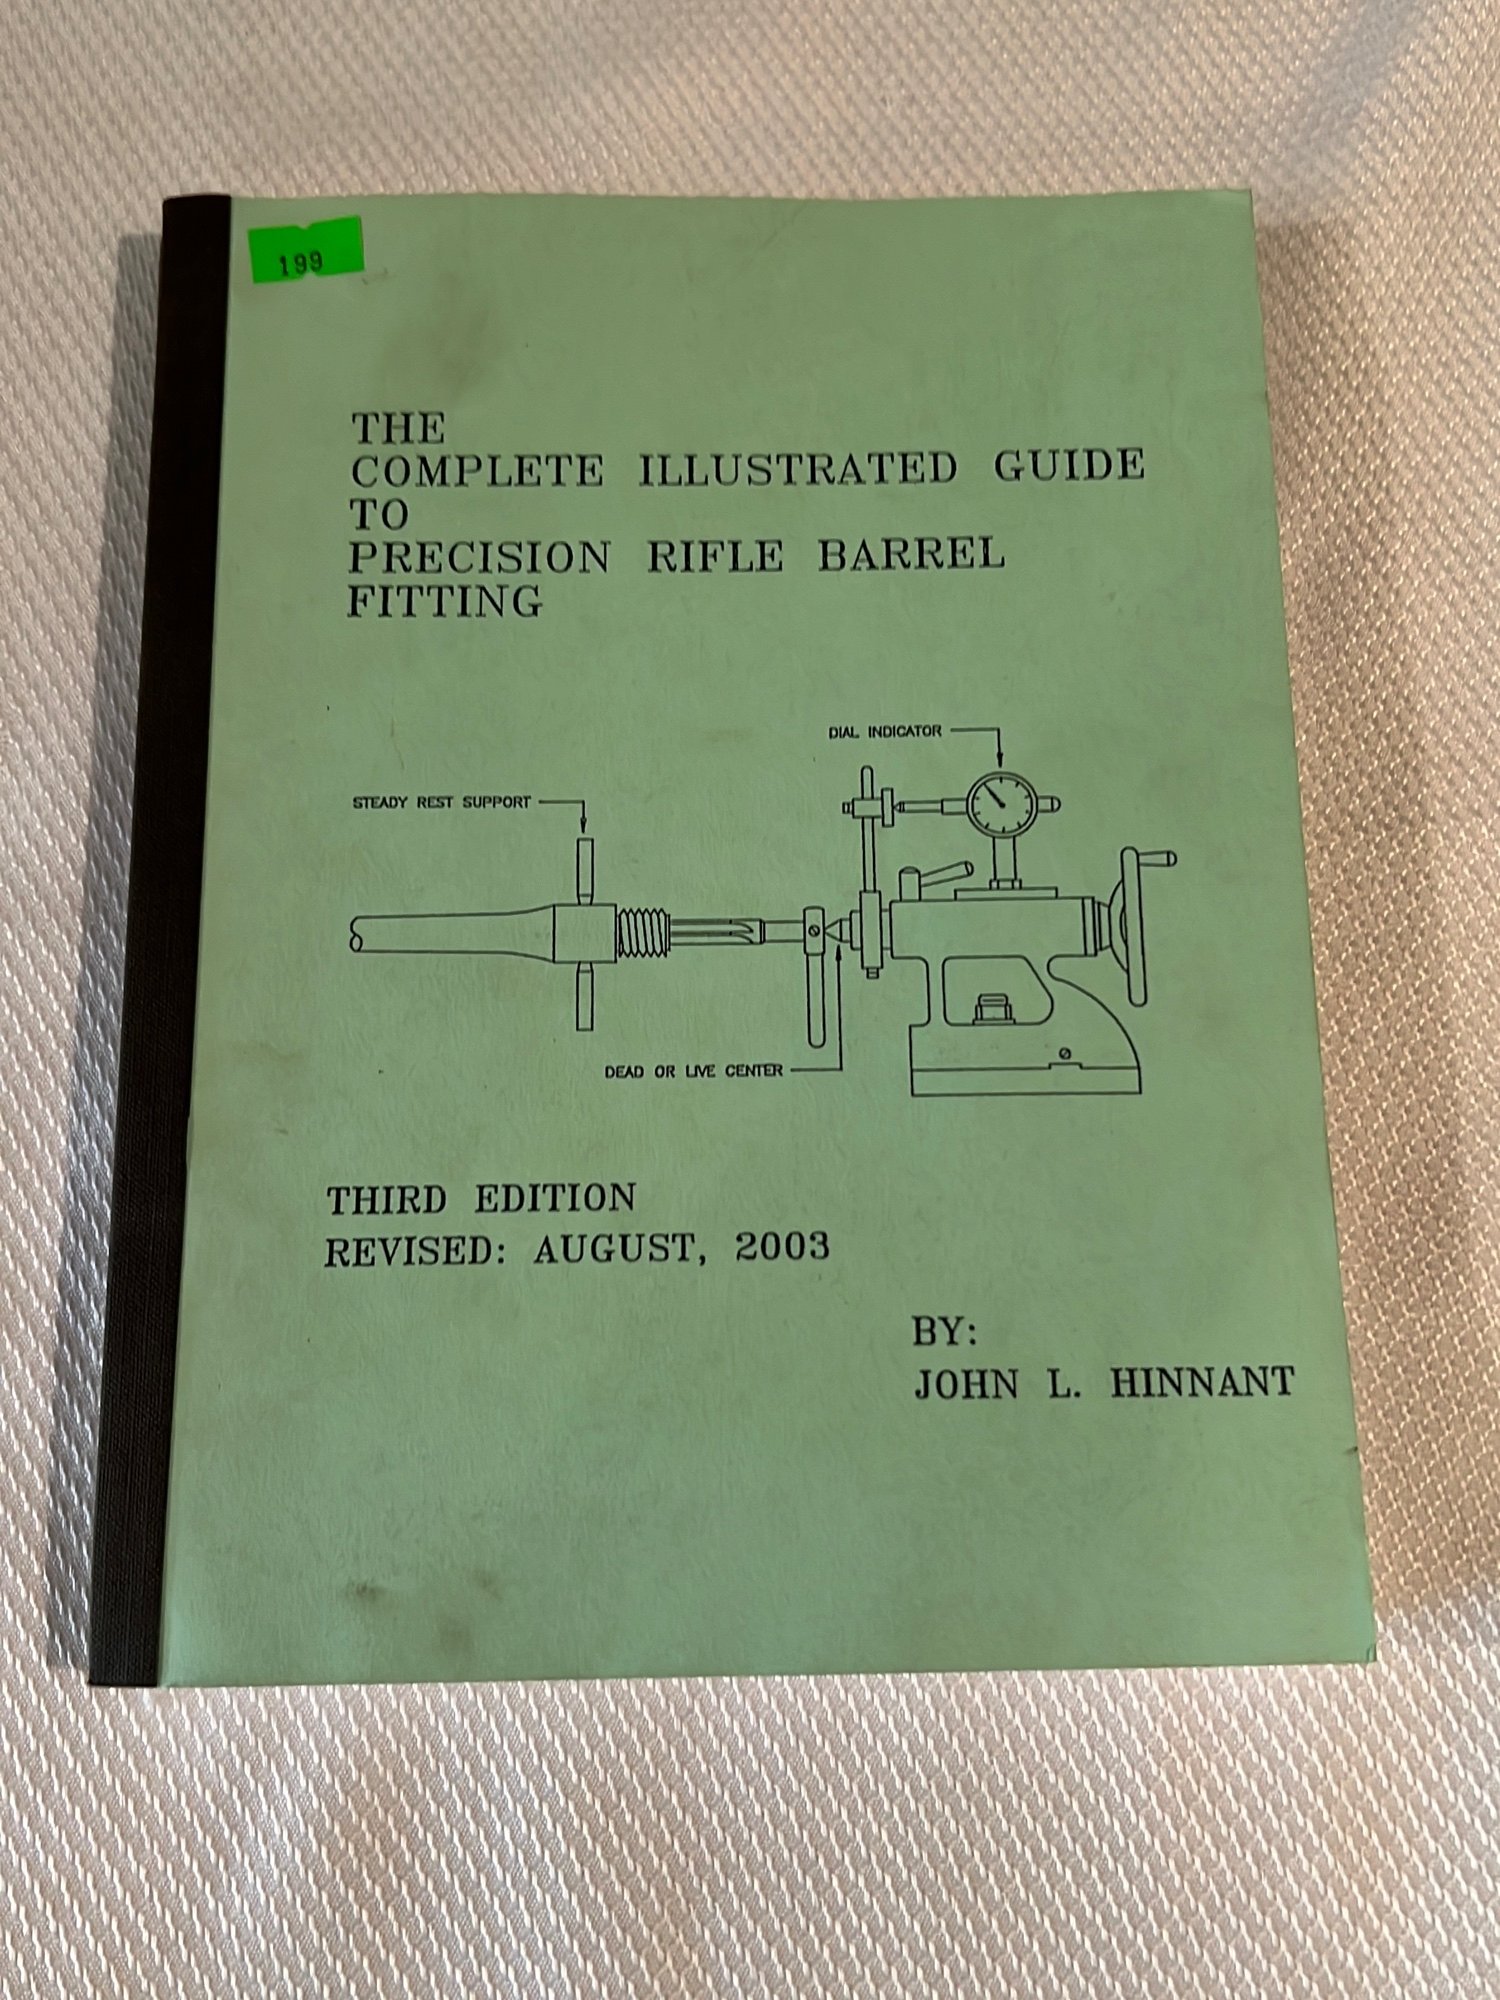 199
THE
COMPLETE ILLUSTRATED GUIDE
TO
PRECISION RIFLE BARREL
FITTING
DIAL INDICATOR
STEADY REST SUPPORT
DEAD OR LIVE CENTER
THIRD EDITION
REVISED: AUGUST, 2003
BY:
JOHN L. HINNANT